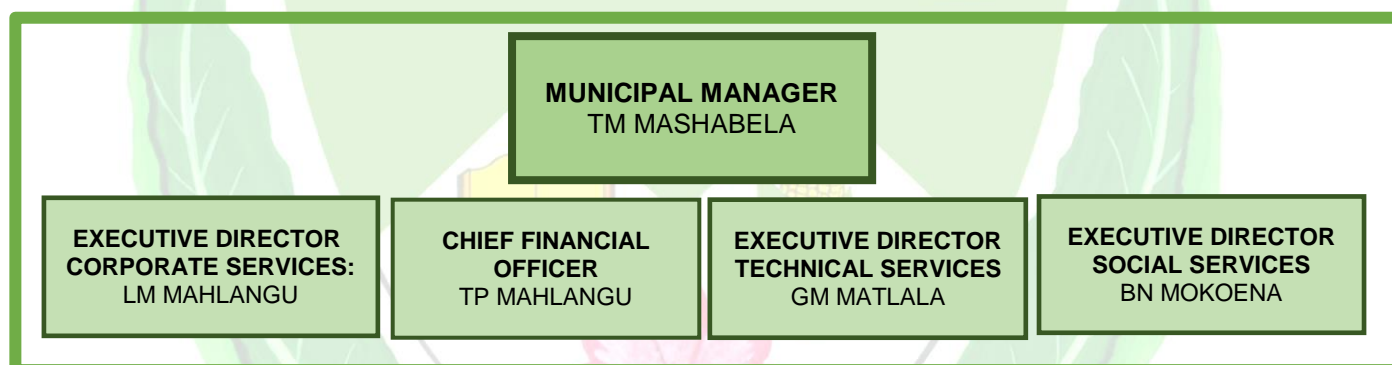 MUNICIPAL MANAGER
TM MASHABELA
EXECUTIVE DIRECTOR
CORPORATE SERVICES:
LM MAHLANGU
CHIEF FINANCIAL
OFFICER
TP MAHLANGU
EXECUTIVE DIRECTOR
TECHNICAL SERVICES
GM MATLALA
EXECUTIVE DIRECTOR
SOCIAL SERVICES
BN MOKOENA